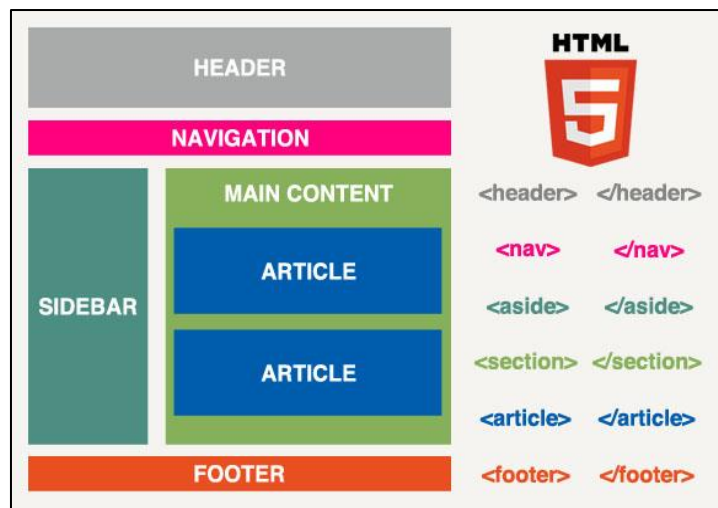 HEADER
NAVIGATION
SIDEBAR
MAIN CONTENT
ARTICLE
ARTICLE
FOOTER
HTML
5
<header> </header>
<nav> </nav>
<aside> </aside>
<section> </section>
<article> </article>
<footer> </footer>